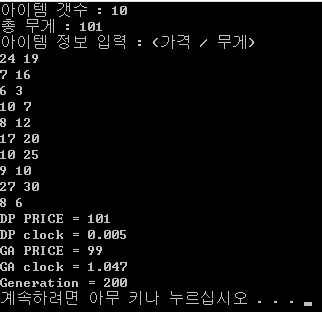 아이템 갯수 : 10
총 무게 : 101
아이템 정보 입력 : (가격 / 무게)
24 19
7 16
6 3
10 7
8 12
17 20
10 25
9 10
27 30
8 6
DP PRICE = 101
DP clock = 0.005
GA PRICE = 99
GA clock = 1.047
Generation = 200
계속하려면 아무 키나 누르십시오 . . . _